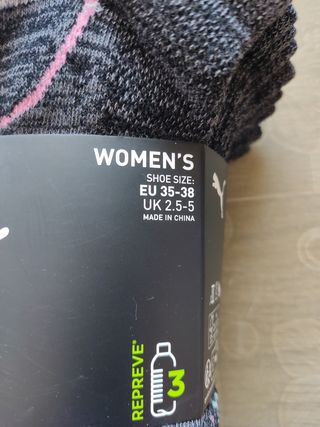 WOMEN'S
SHOE SIZE:
EU 35-38
UK 2.5-5
MADE IN CHINA
REPREVE®
3